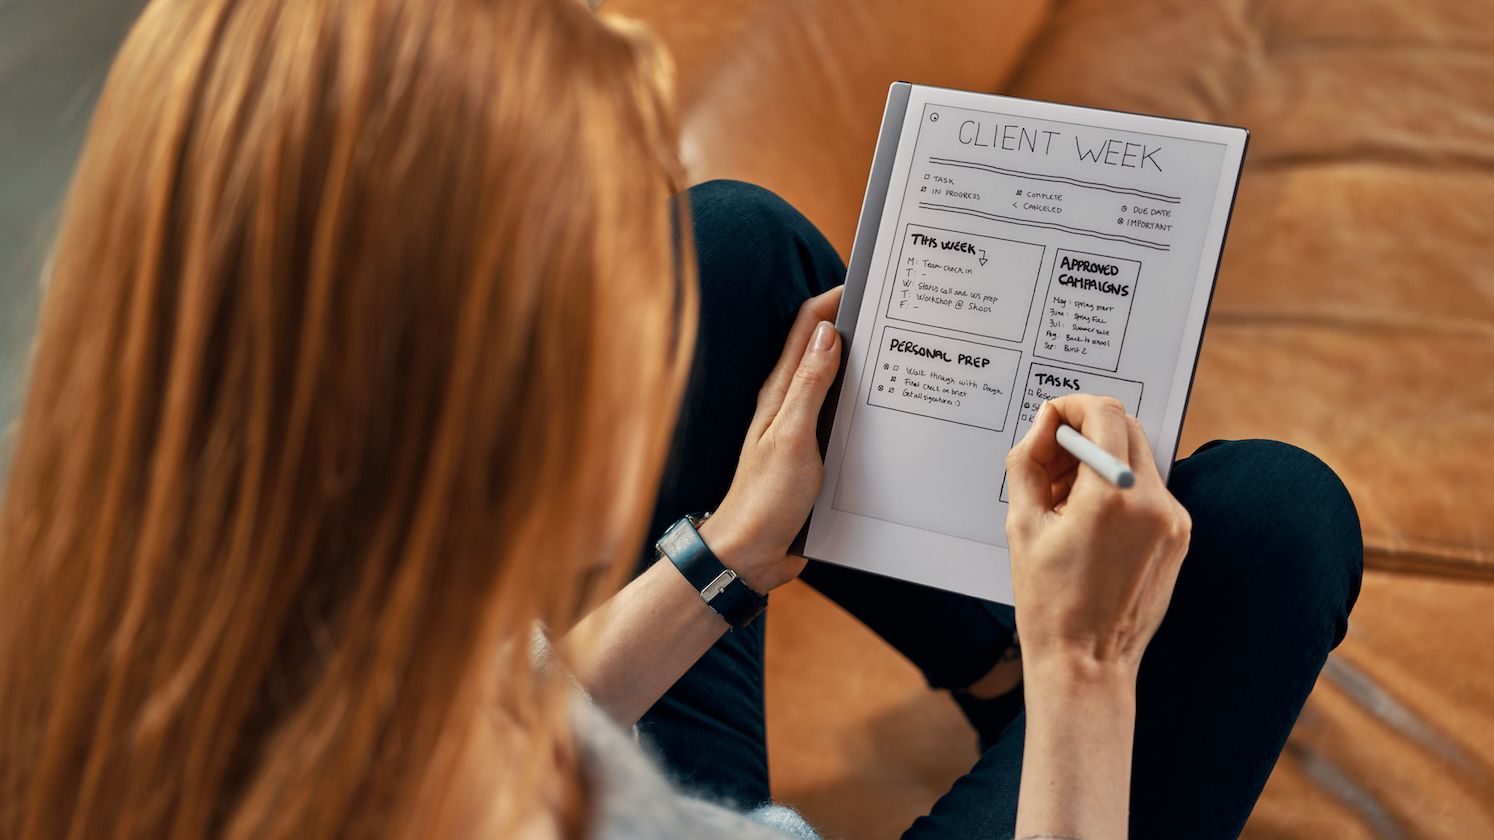 CLIENT WEEK
TASK
IN PROGRESS
COMPLETE
< CANCELED
DUE DATE
IMPORTANT
THIS WEEK
M: Team check in
T: -
W: Status call and WS prep
T: Workshop @ Skoos
F: -
APPROVED
CAMPAIGNS
May: spring start
June: Spring Full
Jul: Summer sale
Aug: Back to school
Sep: Burst 2
PERSONAL PREP
Walk through with Dough
Final check on brief
Get all signatures :)
TASKS